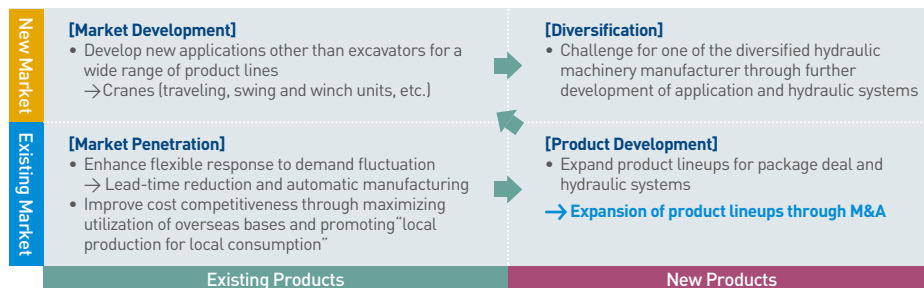 New Market
[Market Development]
• Develop new applications other than excavators for a
wide range of product lines
→Cranes (traveling, swing and winch units, etc.)
[Diversification]
• Challenge for one of the diversified hydraulic
machinery manufacturer through further
development of application and hydraulic systems
Existing Market
[Market Penetration]
• Enhance flexible response to demand fluctuation
→ Lead-time reduction and automatic manufacturing
• Improve cost competitiveness through maximizing
utilization of overseas bases and promoting“local
production for local consumption”
[Product Development]
• Expand product lineups for package deal and
hydraulic systems
→ Expansion of product lineups through M&A
Existing Products
New Products